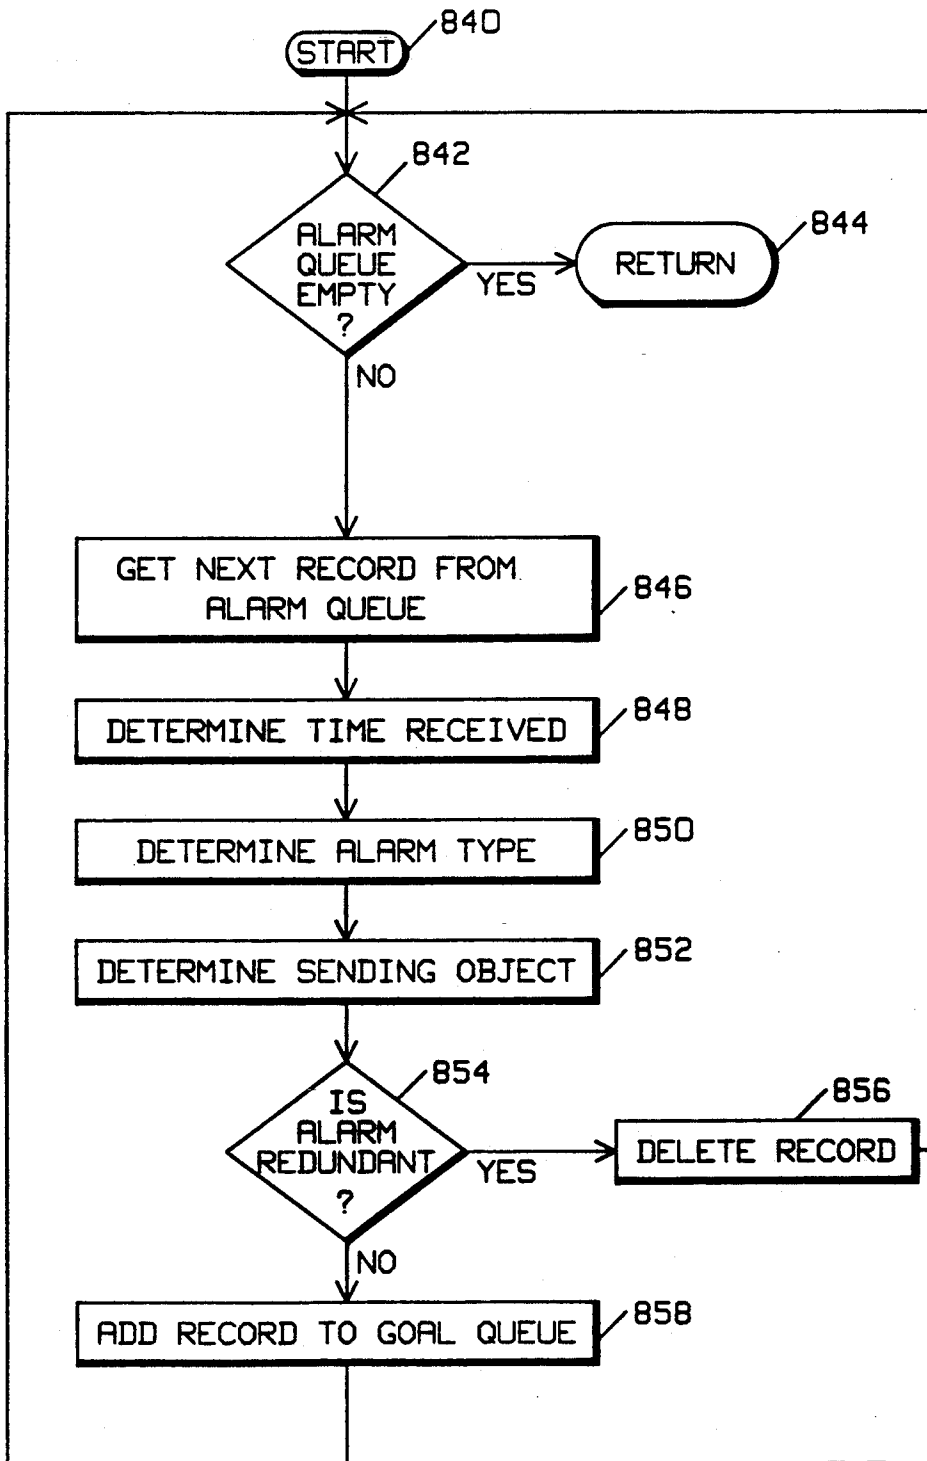 START
840
842
ALARM
QUEUE
EMPTY
?
YES
RETURN
844
NO
GET NEXT RECORD FROM
ALARM QUEUE
846
DETERMINE TIME RECEIVED
848
DETERMINE ALARM TYPE
850
DETERMINE SENDING OBJECT
852
854
IS
ALARM
REDUNDANT
?
YES
856
DELETE RECORD
NO
ADD RECORD TO GOAL QUEUE
858